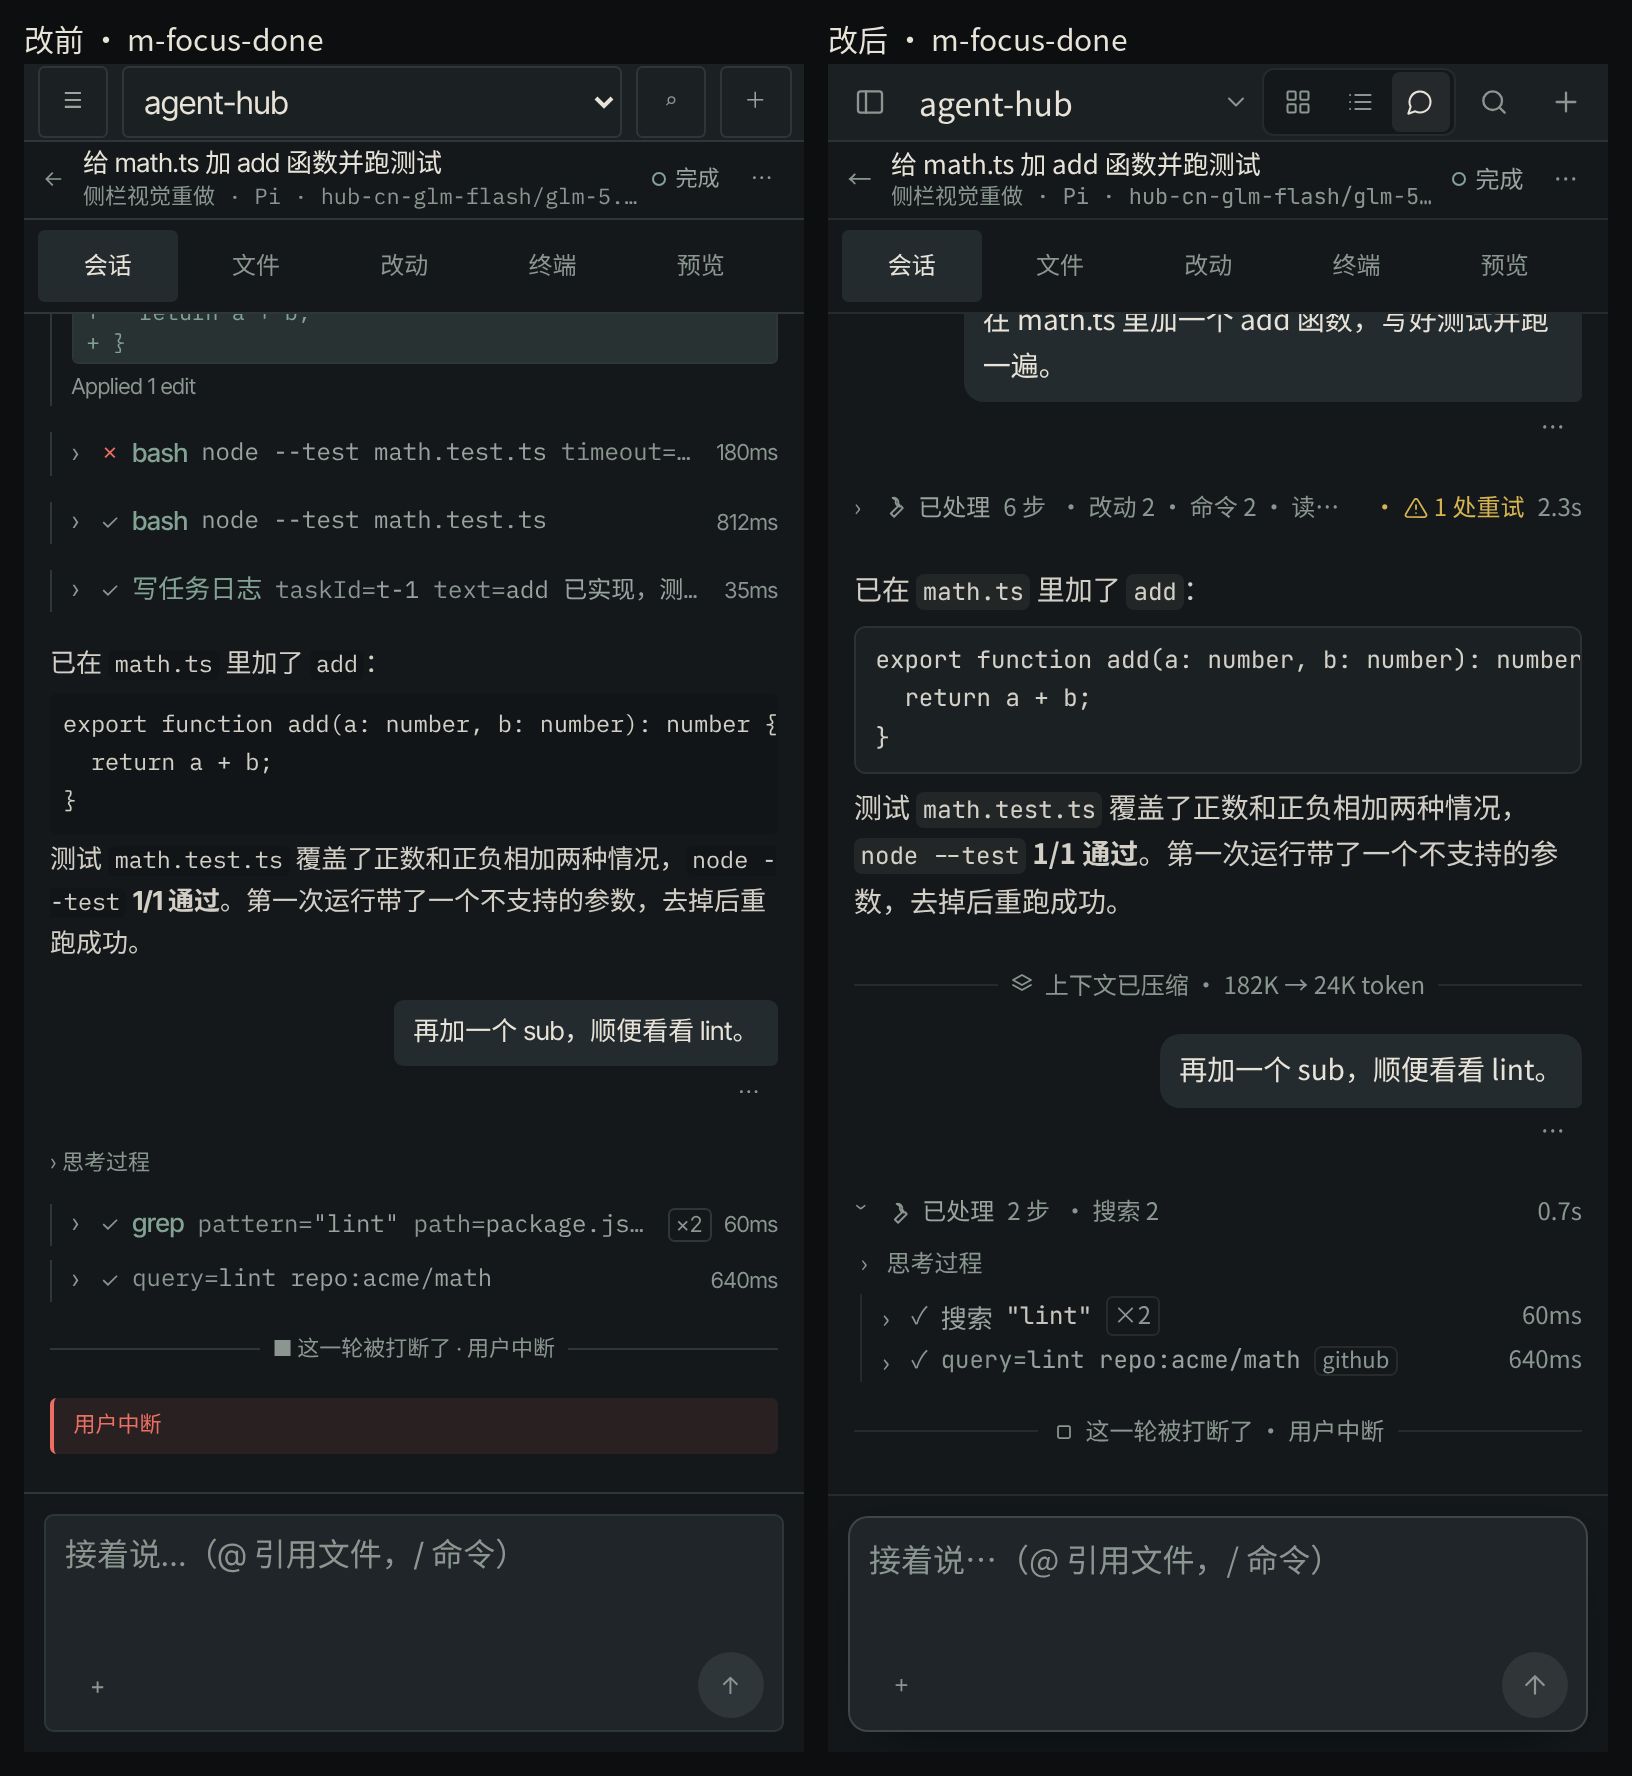 改前 · m-focus-done
agent-hub
给 math.ts 加 add 函数并跑测试
完成
侧栏视觉重做 · Pi · hub-cn-glm-flash/glm-5.…
会话 文件 改动 终端 预览
+ return a + b;
+ }
Applied 1 edit
bash node --test math.test.ts timeout=… 180ms
bash node --test math.test.ts 812ms
写任务日志 taskId=t-1 text=add 已实现，测… 35ms
已在 math.ts 里加了 add：
export function add(a: number, b: number): number {
return a + b;
}
测试 math.test.ts 覆盖了正数和正负相加两种情况，node -
-test 1/1 通过。第一次运行带了一个不支持的参数，去掉后重
跑成功。
再加一个 sub，顺便看看 lint。
…
› 思考过程
grep pattern="lint" path=package.js… ×2 60ms
query=lint repo:acme/math 640ms
这一轮被打断了 · 用户中断
用户中断
接着说…（@ 引用文件，/ 命令）
+
改后 · m-focus-done
agent-hub
给 math.ts 加 add 函数并跑测试
完成
侧栏视觉重做 · Pi · hub-cn-glm-flash/glm-5…
会话 文件 改动 终端 预览
在 math.ts 里加一个 add 函数，写好测试并跑
一遍。
…
已处理 6 步 · 改动 2 · 命令 2 · 读… · 1 处重试 2.3s
已在 math.ts 里加了 add：
export function add(a: number, b: number): number
return a + b;
}
测试 math.test.ts 覆盖了正数和正负相加两种情况，
node --test 1/1 通过。第一次运行带了一个不支持的参
数，去掉后重跑成功。
上下文已压缩 · 182K → 24K token
再加一个 sub，顺便看看 lint。
…
已处理 2 步 · 搜索 2 0.7s
› 思考过程
搜索 "lint" ×2 60ms
query=lint repo:acme/math github 640ms
这一轮被打断了 · 用户中断
接着说…（@ 引用文件，/ 命令）
+